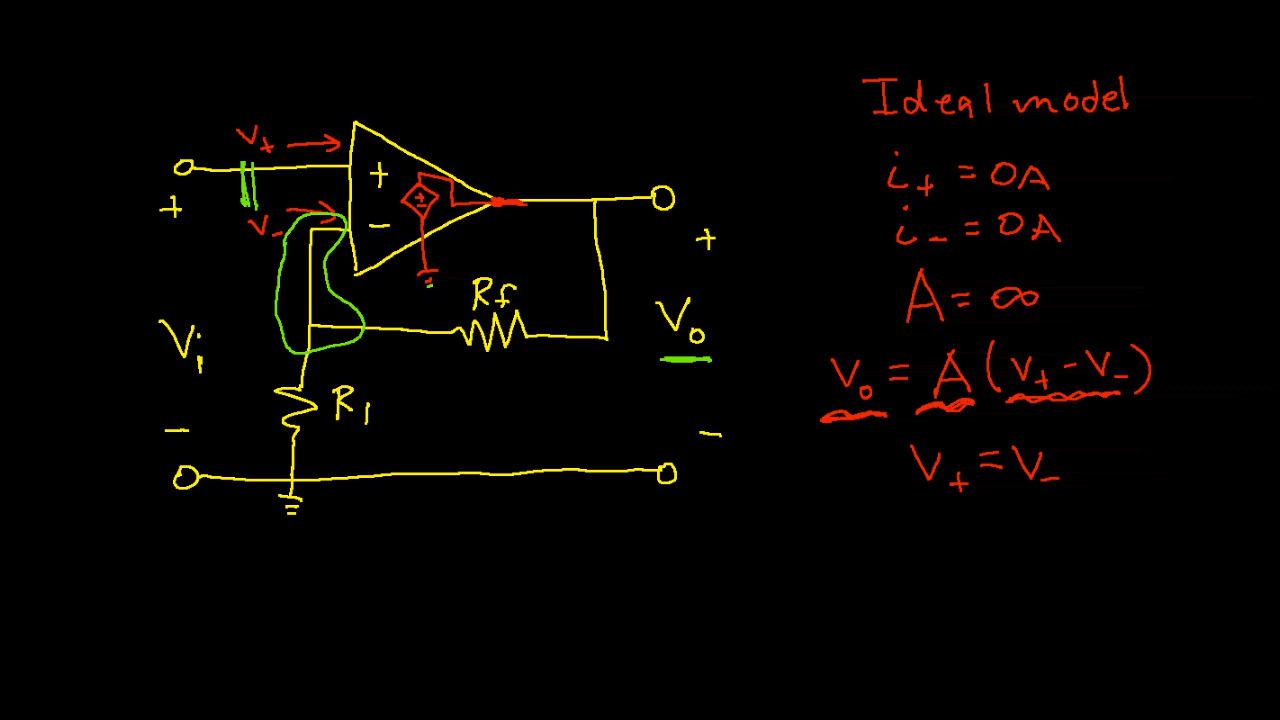 Ideal model
V+
+
i+ = 0A
+
+
-
V-
i- = 0A
+
A = ∞
Rf
Vo
Vi
Vo = A (V+ - V-)
R1
-
-
V+ = V-